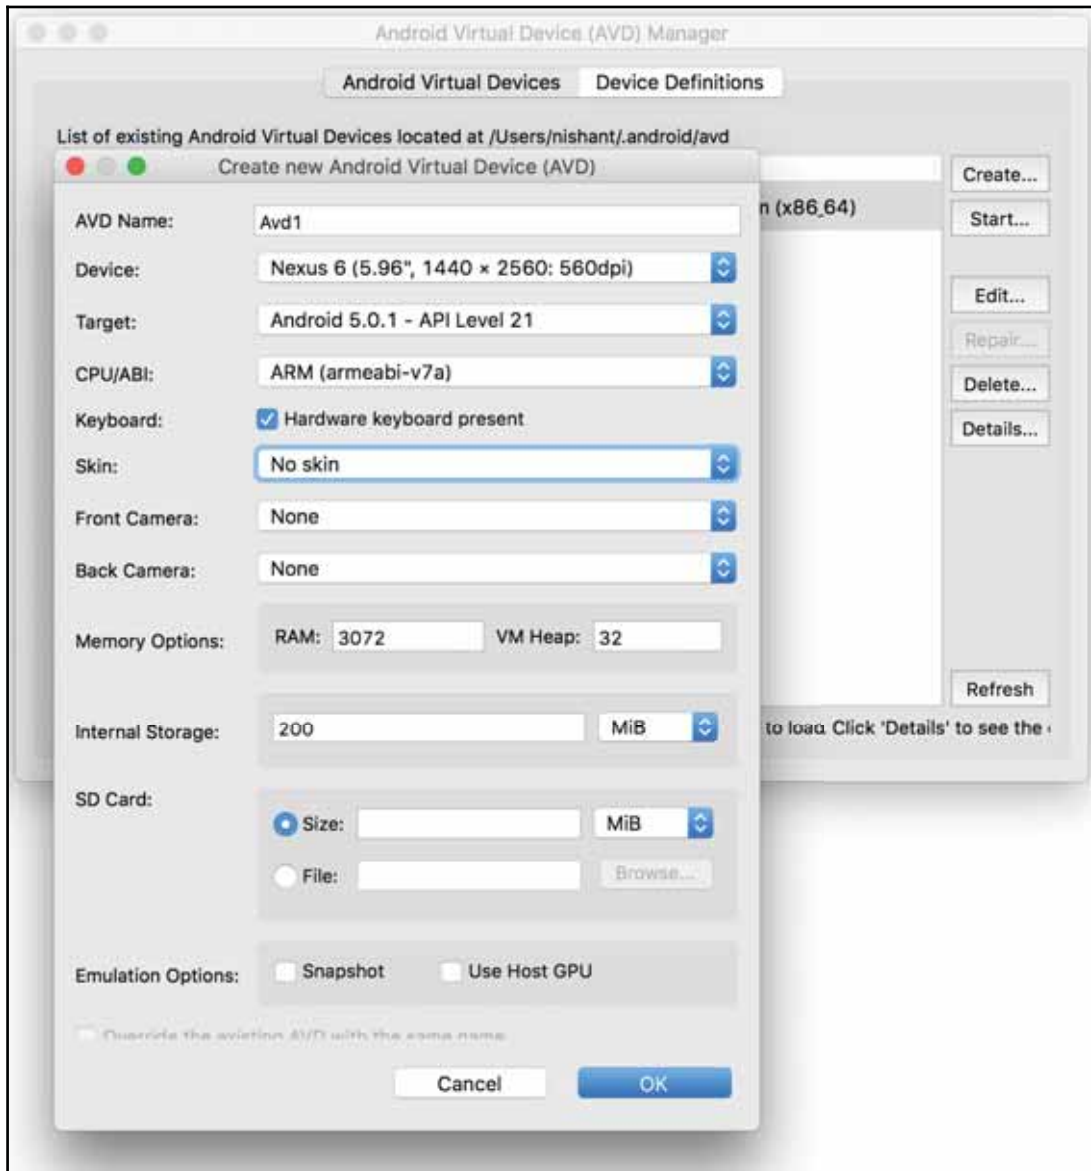 Android Virtual Device (AVD) Manager
Android Virtual Devices Device Definitions
List of existing Android Virtual Devices located at /Users/nishant/.android/avd
Create new Android Virtual Device (AVD)
Create...
n (x86_64)
Start...
Edit...
Repair...
Delete...
Details...
Refresh
to load. Click 'Details' to see the
AVD Name: Avd1
Device: Nexus 6 (5.96", 1440 × 2560: 560dpi)
Target: Android 5.0.1 - API Level 21
CPU/ABI: ARM (armeabi-v7a)
Keyboard: Hardware keyboard present
Skin: No skin
Front Camera: None
Back Camera: None
Memory Options: RAM: 3072 VM Heap: 32
Internal Storage: 200 MiB
SD Card:
Size: MiB
File: Browse...
Emulation Options: Snapshot Use Host GPU
Override the existing AVD with the same name
Cancel OK